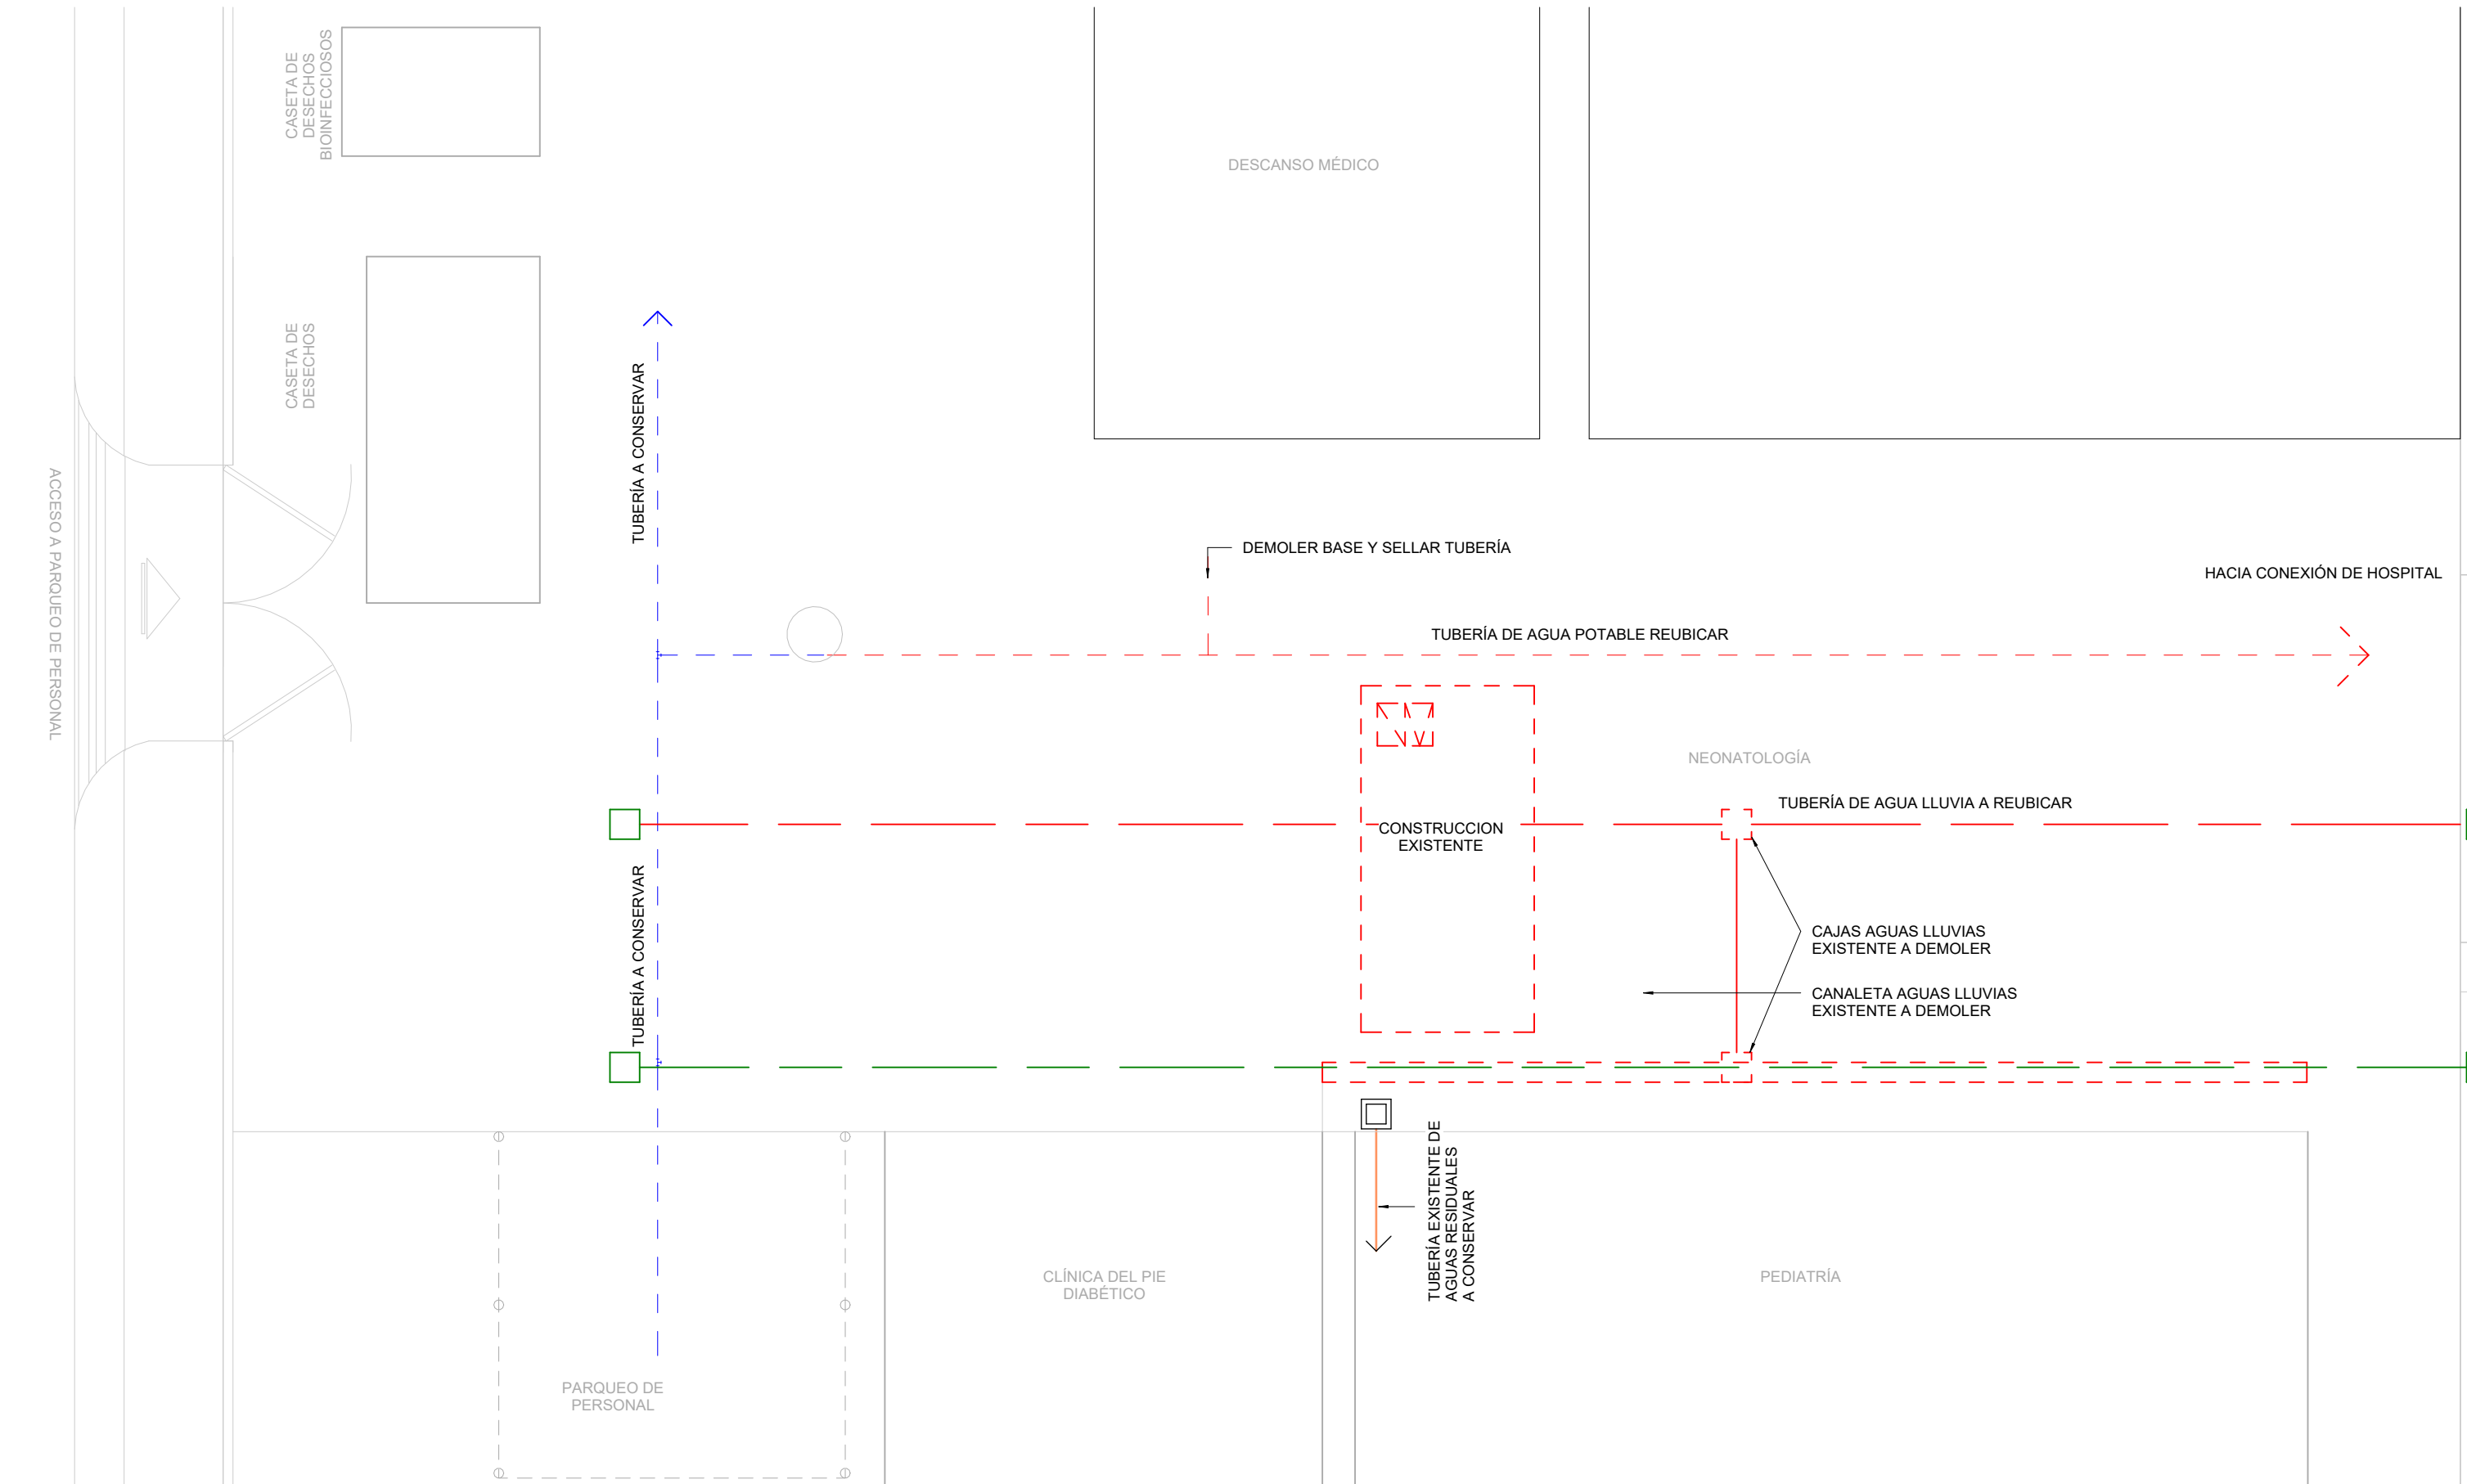 CASETA DE
DESECHOS
BIOINFECCIOSOS
DESCANSO MÉDICO
CASETA DE
DESECHOS
TUBERÍA A CONSERVAR
ACCESO A PARQUEO DE PERSONAL
DEMOLER BASE Y SELLAR TUBERÍA
HACIA CONEXIÓN DE HOSPITAL
TUBERÍA DE AGUA POTABLE REUBICAR
NEONATOLOGÍA
TUBERÍA DE AGUA LLUVIA A REUBICAR
CONSTRUCCION
EXISTENTE
TUBERÍA A CONSERVAR
CAJAS AGUAS LLUVIAS
EXISTENTE A DEMOLER
CANALETA AGUAS LLUVIAS
EXISTENTE A DEMOLER
TUBERÍA EXISTENTE DE
AGUAS RESIDUALES
A CONSERVAR
CLÍNICA DEL PIE
DIABÉTICO
PEDIATRÍA
PARQUEO DE
PERSONAL